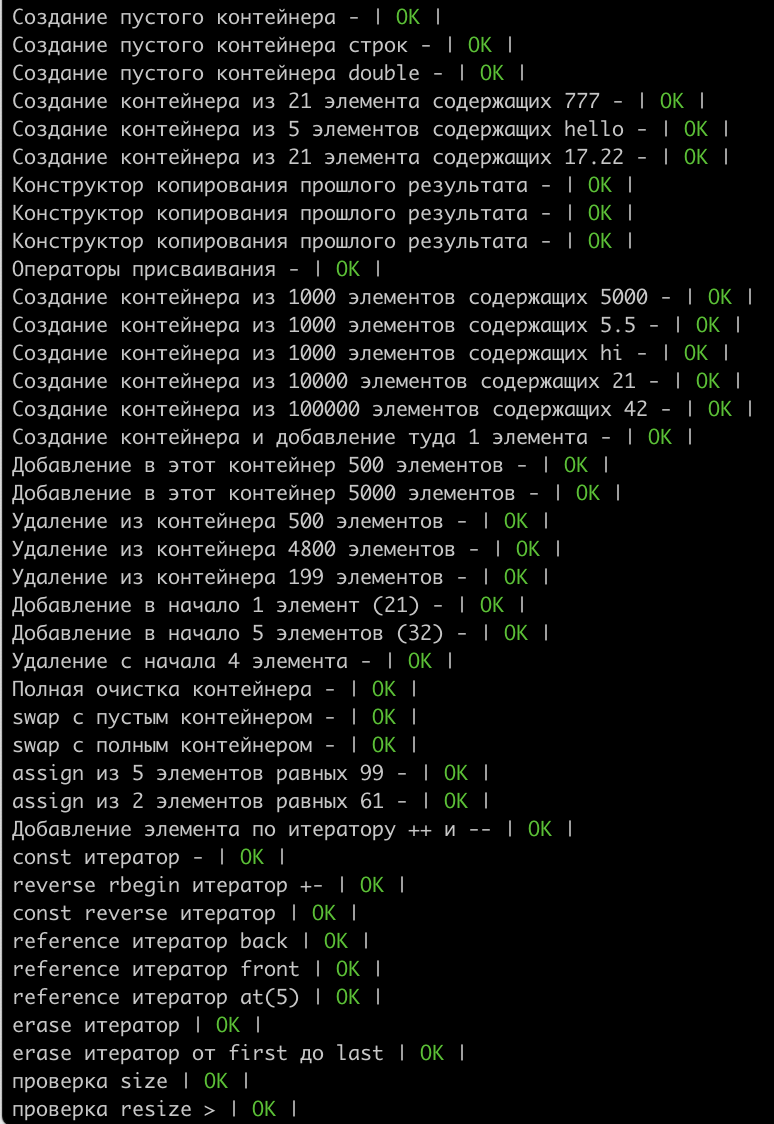 Создание пустого контейнера - | OK |
Создание пустого контейнера строк - | OK |
Создание пустого контейнера double - | OK |
Создание контейнера из 21 элемента содержащих 777 - | OK |
Создание контейнера из 5 элементов содержащих hello - | OK |
Создание контейнера из 21 элемента содержащих 17.22 - | OK |
Конструктор копирования прошлого результата - | OK |
Конструктор копирования прошлого результата - | OK |
Конструктор копирования прошлого результата - | OK |
Операторы присваивания - | OK |
Создание контейнера из 1000 элементов содержащих 5000 - | OK |
Создание контейнера из 1000 элементов содержащих 5.5 - | OK |
Создание контейнера из 1000 элементов содержащих hi - | OK |
Создание контейнера из 10000 элементов содержащих 21 - | OK |
Создание контейнера из 100000 элементов содержащих 42 - | OK |
Создание контейнера и добавление туда 1 элемента - | OK |
Добавление в этот контейнер 500 элементов - | OK |
Добавление в этот контейнер 5000 элементов - | OK |
Удаление из контейнера 500 элементов - | OK |
Удаление из контейнера 4800 элементов - | OK |
Удаление из контейнера 199 элементов - | OK |
Добавление в начало 1 элемент (21) - | OK |
Добавление в начало 5 элементов (32) - | OK |
Удаление с начала 4 элемента - | OK |
Полная очистка контейнера - | OK |
swap с пустым контейнером - | OK |
swap с полным контейнером - | OK |
assign из 5 элементов равных 99 - | OK |
assign из 2 элементов равных 61 - | OK |
Добавление элемента по итератору ++ и -- | OK |
const итератор - | OK |
reverse rbegin итератор +- | OK |
const reverse итератор | OK |
reference итератор back | OK |
reference итератор front | OK |
reference итератор at(5) | OK |
erase итератор | OK |
erase итератор от first до last | OK |
проверка size | OK |
проверка resize > | OK |